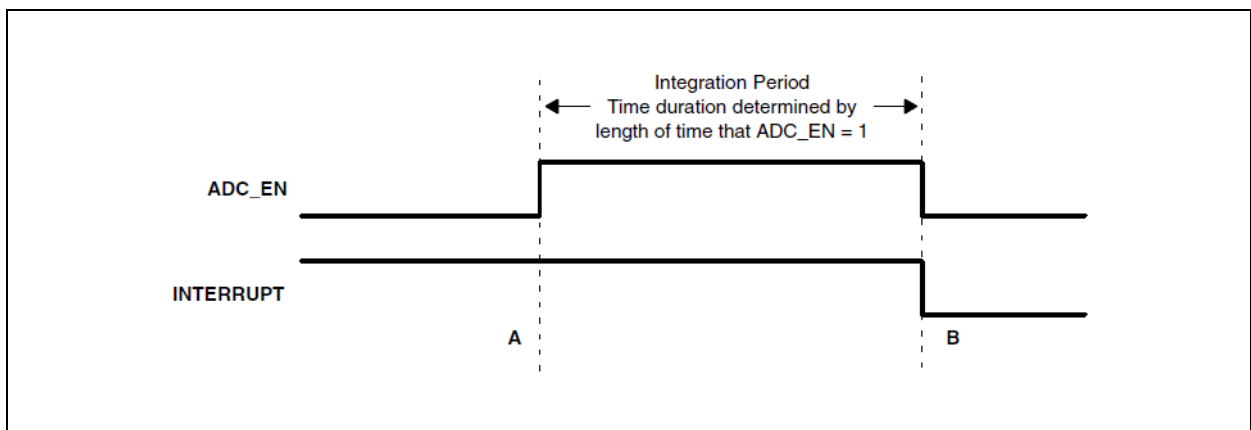 Integration Period
Time duration determined by
length of time that ADC_EN = 1
ADC_EN
INTERRUPT
A
B